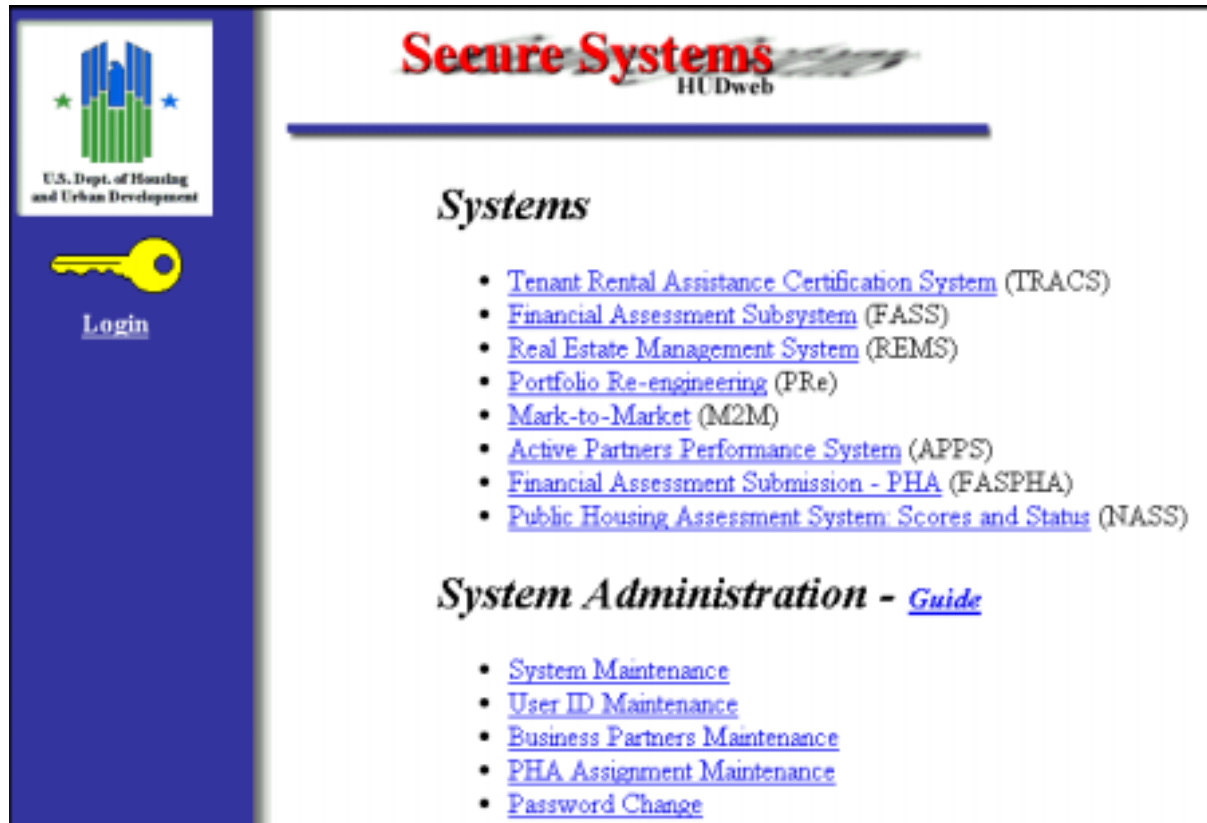 U.S. Dept. of Housing
and Urban Development
Login
Secure Systems
HUDweb
Systems
• Tenant Rental Assistance Certification System (TRACS)
• Financial Assessment Subsystem (FASS)
• Real Estate Management System (REMS)
• Portfolio Re-engineering (PRe)
• Mark-to-Market (M2M)
• Active Partners Performance System (APPS)
• Financial Assessment Submission - PHA (FASPHA)
• Public Housing Assessment System: Scores and Status (NASS)
System Administration - Guide
• System Maintenance
• User ID Maintenance
• Business Partners Maintenance
• PHA Assignment Maintenance
• Password Change